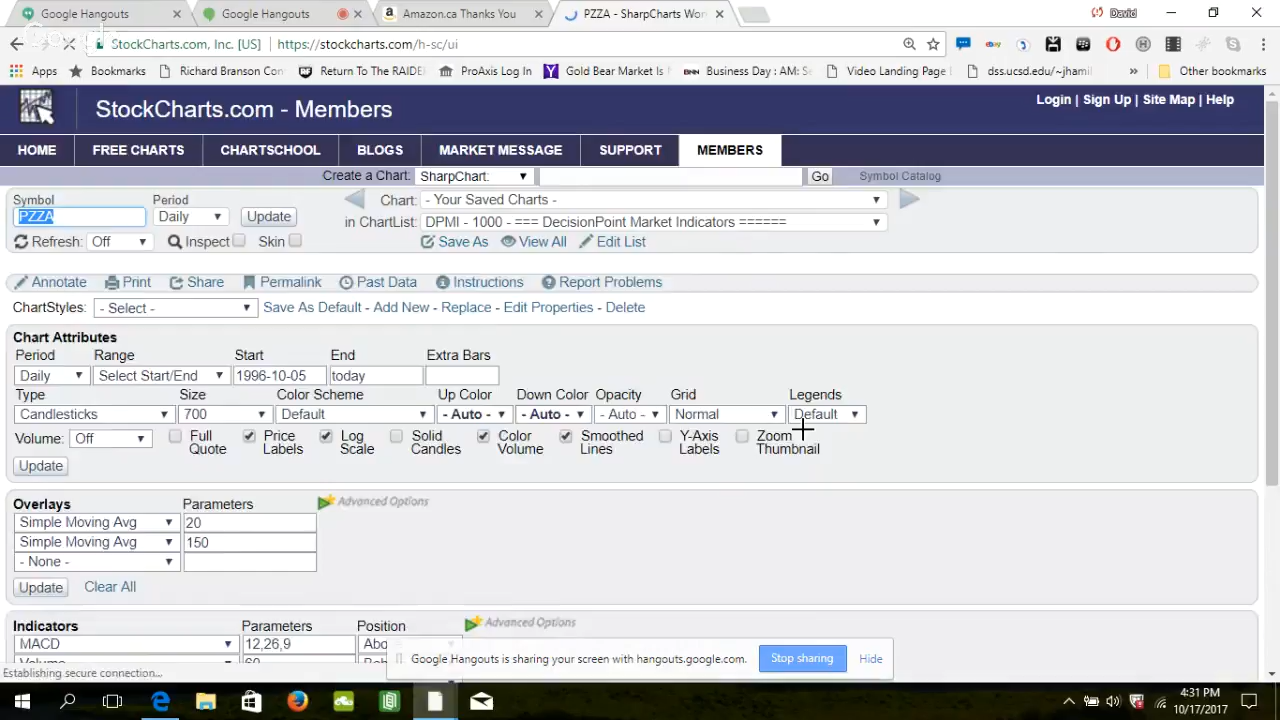 Google Hangouts
Google Hangouts
Amazon.ca Thanks You
PZZA - SharpCharts Wor
David
Google
StockCharts.com, Inc. [US]
https://stockcharts.com/h-sc/ui
Apps
Bookmarks
Richard Branson Con
Return To The RAIDE
ProAxis Log In
Gold Bear Market Is
BNN
Business Day : AM: S
Video Landing Page
dss.ucsd.edu/~jhamil
Other bookmarks
StockCharts.com - Members
Login | Sign Up | Site Map | Help
HOME
FREE CHARTS
CHARTSCHOOL
BLOGS
MARKET MESSAGE
SUPPORT
MEMBERS
Create a Chart:
SharpChart:
Go
Symbol Catalog
Symbol
Period
Chart:
- Your Saved Charts -
PZZA
Daily
Update
in ChartList:
DPMI - 1000 - === DecisionPoint Market Indicators ======
Refresh:
Off
Inspect
Skin
Save As
View All
Edit List
Annotate
Print
Share
Permalink
Past Data
Instructions
Report Problems
ChartStyles:
- Select -
Save As Default - Add New - Replace - Edit Properties - Delete
Chart Attributes
Period
Range
Start
End
Extra Bars
Daily
Select Start/End
1996-10-05
today
Type
Size
Color Scheme
Up Color
Down Color
Opacity
Grid
Legends
Candlesticks
700
Default
- Auto -
- Auto -
- Auto -
Normal
Default
Volume:
Off
Full Quote
Price Labels
Log Scale
Solid Candles
Color Volume
Smoothed Lines
Y-Axis Labels
Zoom Thumbnail
Update
Overlays
Parameters
Advanced Options
Simple Moving Avg
20
Simple Moving Avg
150
- None -
Update
Clear All
Indicators
Parameters
Position
Advanced Options
MACD
12,26,9
Abo
Google Hangouts is sharing your screen with hangouts.google.com.
Stop sharing
Hide
Establishing secure connection...
4:31 PM
10/17/2017